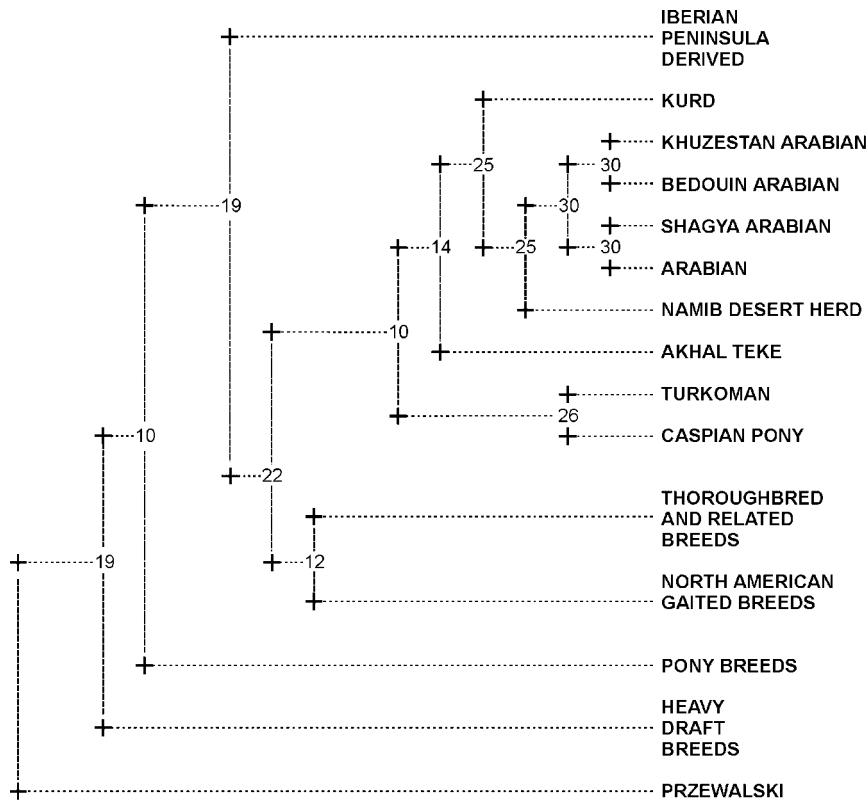 IBERIAN
PENINSULA
DERIVED
KURD
KHUZESTAN ARABIAN
30
25
BEDOUIN ARABIAN
19
30
SHAGYA ARABIAN
14
25
30
ARABIAN
NAMIB DESERT HERD
10
AKHAL TEKE
TURKOMAN
26
10
CASPIAN PONY
22
THOROUGHBRED
AND RELATED
BREEDS
19
12
NORTH AMERICAN
GAITED BREEDS
PONY BREEDS
HEAVY
DRAFT
BREEDS
PRZEWALSKI